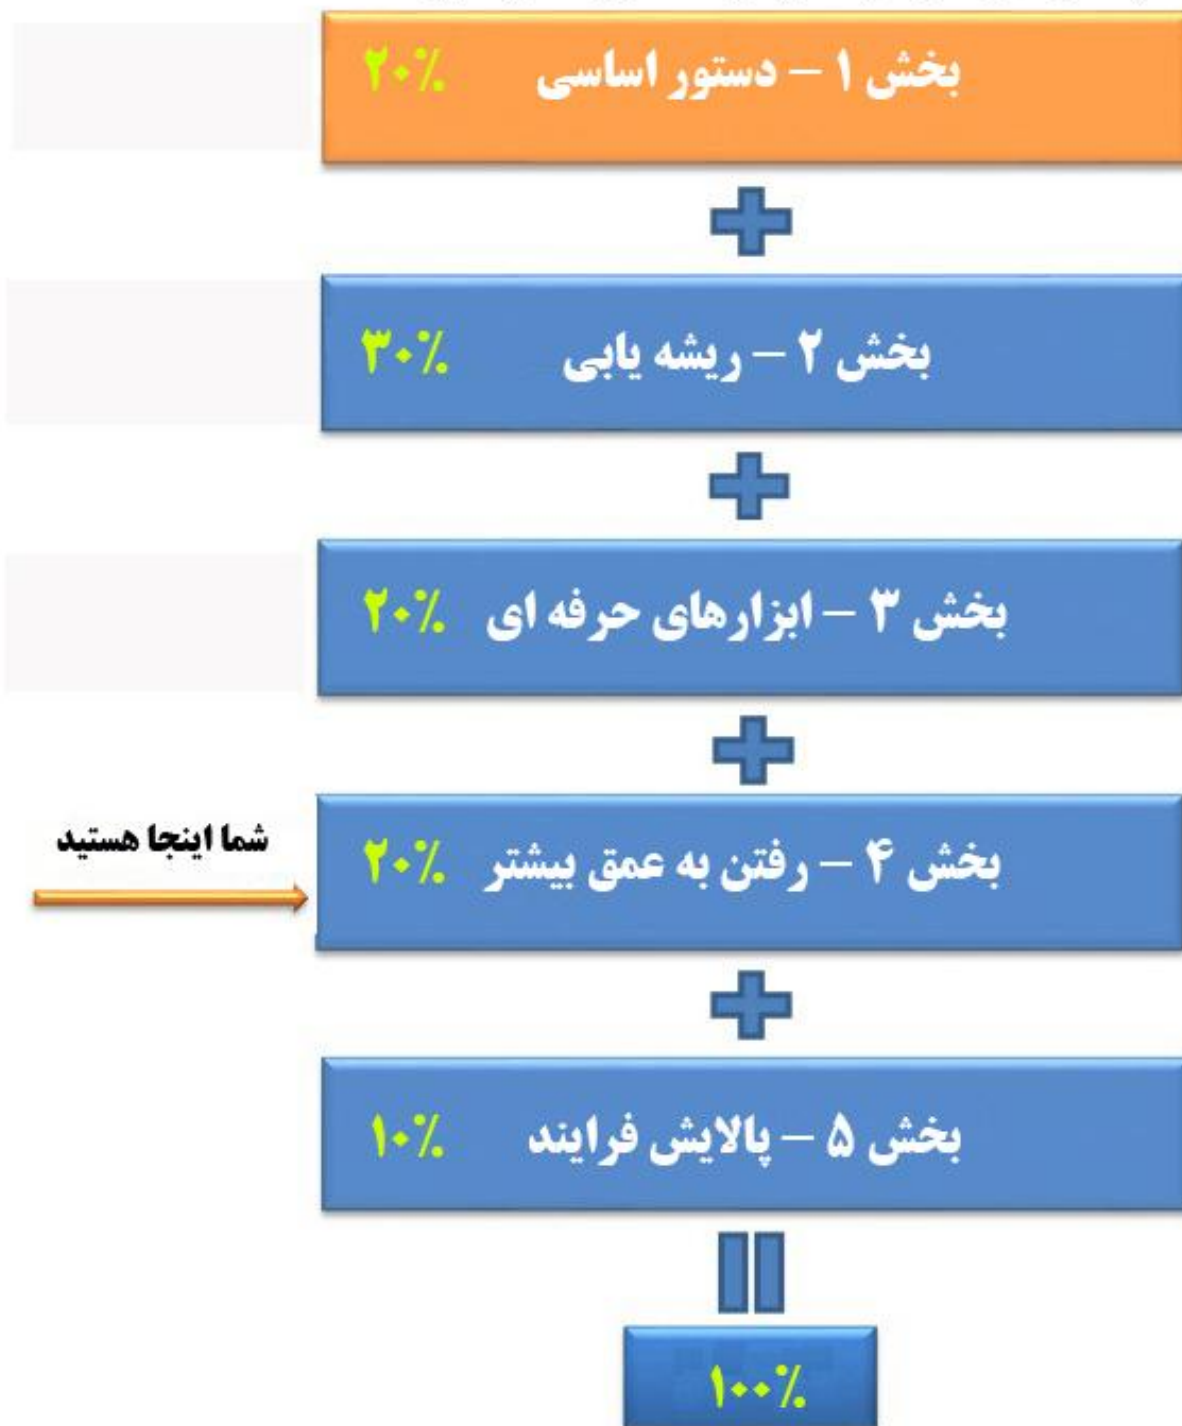 بخش ۱ – دستور اساسی ۲۰%
بخش ۲ – ریشه یابی ۳۰%
بخش ۳ – ابزارهای حرفه ای ۲۰%
شما اینجا هستید
بخش ۴ – رفتن به عمق بیشتر ۲۰%
بخش ۵ – پالایش فرایند ۱۰%
۱۰۰%